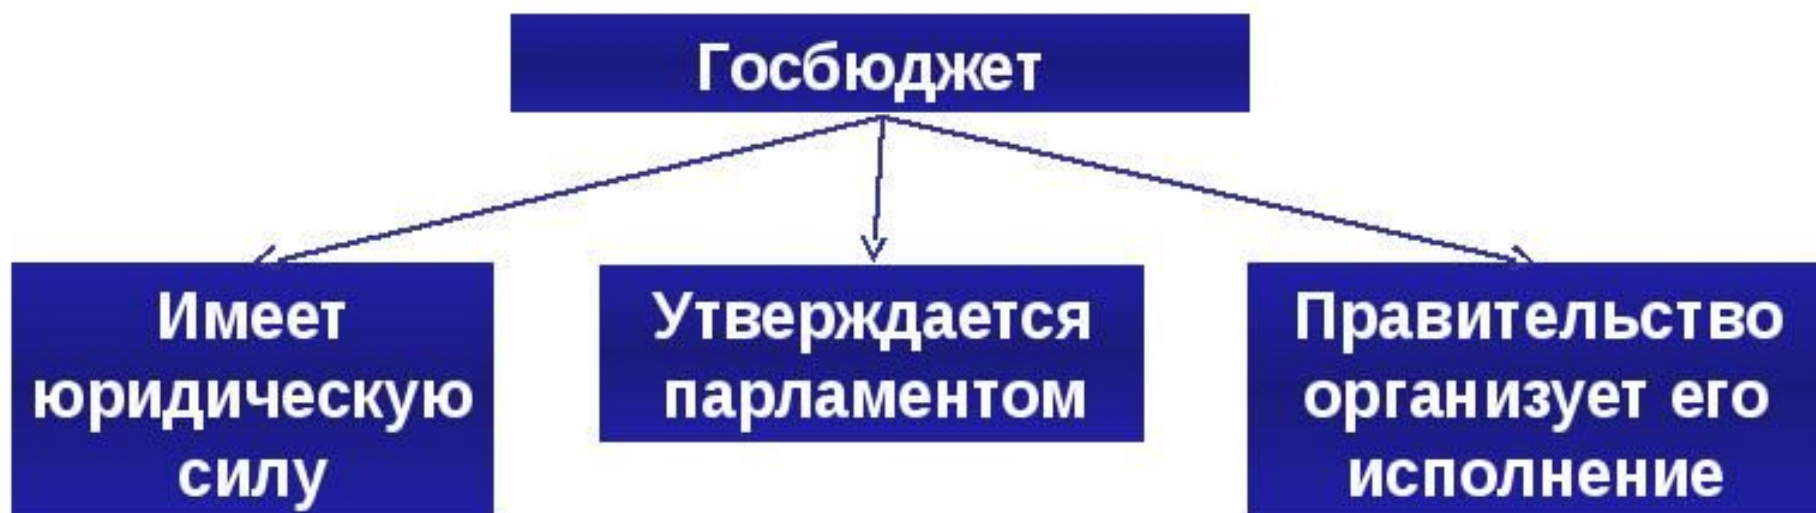 Госбюджет
Имеет
юридическую
силу
Утверждается
парламентом
Правительство
организует его
исполнение